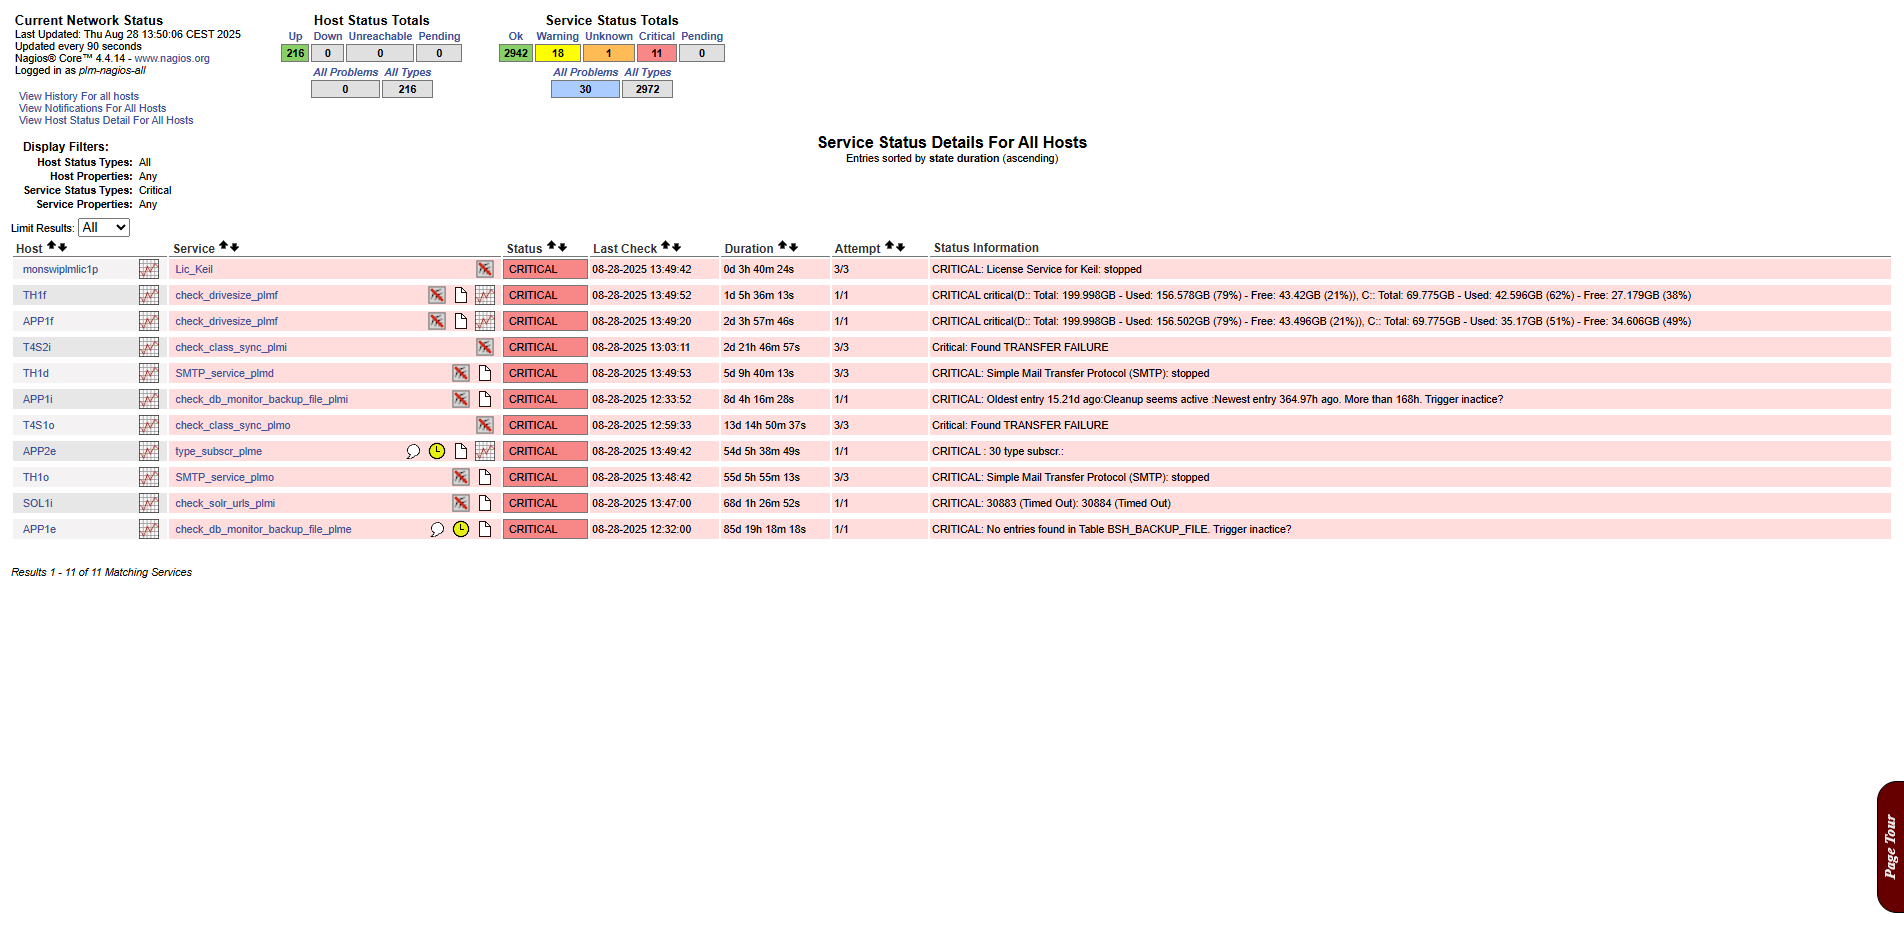 Current Network Status
Last Updated: Thu Aug 28 13:50:06 CEST 2025
Updated every 90 seconds
Nagios® Core™ 4.4.14 - www.nagios.org
Logged in as plm-nagios-all
View History For all hosts
View Notifications For All Hosts
View Host Status Detail For All Hosts
Host Status Totals
Up Down Unreachable Pending
216 0 0 0
All Problems All Types
0 216
Service Status Totals
Ok Warning Unknown Critical Pending
2942 18 1 11 0
All Problems All Types
30 2972
Display Filters:
Host Status Types: All
Host Properties: Any
Service Status Types: Critical
Service Properties: Any
Service Status Details For All Hosts
Entries sorted by state duration (ascending)
Limit Results: All
Host Service Status Last Check Duration Attempt Status Information
monswiplmlic1p Lic_Keil CRITICAL 08-28-2025 13:49:42 0d 3h 40m 24s 3/3 CRITICAL: License Service for Keil: stopped
TH1f check_drivesize_plmf CRITICAL 08-28-2025 13:49:52 1d 5h 36m 13s 1/1 CRITICAL critical(D:: Total: 199.998GB - Used: 156.578GB (79%) - Free: 43.42GB (21%)), C:: Total: 69.775GB - Used: 42.596GB (62%) - Free: 27.179GB (38%)
APP1f check_drivesize_plmf CRITICAL 08-28-2025 13:49:20 2d 3h 57m 46s 1/1 CRITICAL critical(D:: Total: 199.998GB - Used: 156.502GB (79%) - Free: 43.496GB (21%)), C:: Total: 69.775GB - Used: 35.17GB (51%) - Free: 34.606GB (49%)
T4S2i check_class_sync_plmi CRITICAL 08-28-2025 13:03:11 2d 21h 46m 57s 3/3 Critical: Found TRANSFER FAILURE
TH1d SMTP_service_plmd CRITICAL 08-28-2025 13:49:53 5d 9h 40m 13s 3/3 CRITICAL: Simple Mail Transfer Protocol (SMTP): stopped
APP1i check_db_monitor_backup_file_plmi CRITICAL 08-28-2025 12:33:52 8d 4h 16m 28s 1/1 CRITICAL: Oldest entry 15.21d ago:Cleanup seems active :Newest entry 364.97h ago. More than 168h. Trigger inactice?
T4S1o check_class_sync_plmo CRITICAL 08-28-2025 12:59:33 13d 14h 50m 37s 3/3 Critical: Found TRANSFER FAILURE
APP2e type_subscr_plme CRITICAL 08-28-2025 13:49:42 54d 5h 38m 49s 1/1 CRITICAL : 30 type subscr.:
TH1o SMTP_service_plmo CRITICAL 08-28-2025 13:48:42 55d 5h 55m 13s 3/3 CRITICAL: Simple Mail Transfer Protocol (SMTP): stopped
SOL1i check_solr_urls_plmi CRITICAL 08-28-2025 13:47:00 68d 1h 26m 52s 1/1 CRITICAL: 30883 (Timed Out): 30884 (Timed Out)
APP1e check_db_monitor_backup_file_plme CRITICAL 08-28-2025 12:32:00 85d 19h 18m 18s 1/1 CRITICAL: No entries found in Table BSH_BACKUP_FILE. Trigger inactice?
Results 1 - 11 of 11 Matching Services
Page Tour